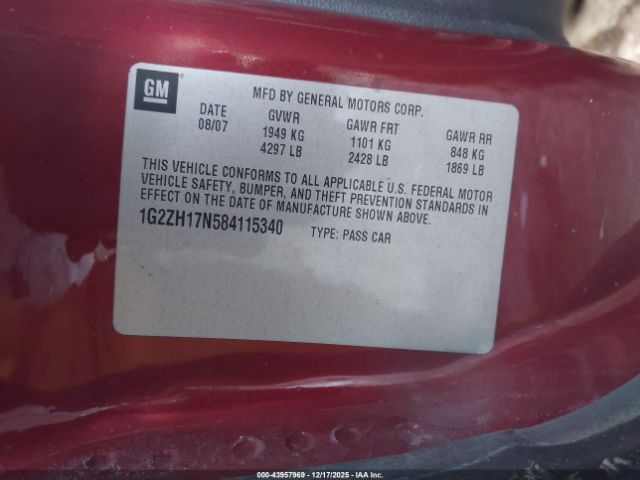 GM
MFD BY GENERAL MOTORS CORP.
DATE GVWR GAWR FRT GAWR RR
08/07 1949 KG 1101 KG 848 KG
4297 LB 2428 LB 1869 LB
THIS VEHICLE CONFORMS TO ALL APPLICABLE U.S. FEDERAL MOTOR
VEHICLE SAFETY, BUMPER, AND THEFT PREVENTION STANDARDS IN
EFFECT ON THE DATE OF MANUFACTURE SHOWN ABOVE.
1G2ZH17N584115340 TYPE: PASS CAR
000-43957969 - 12/17/2025 - IAA Inc.